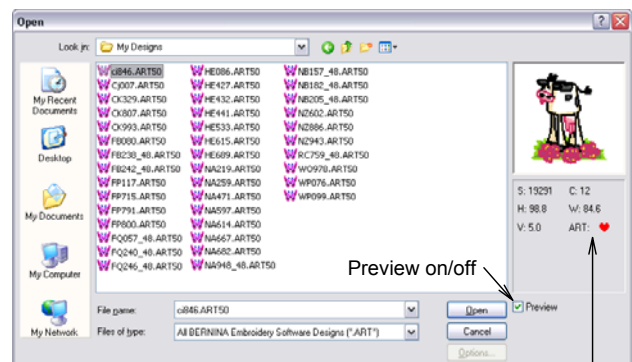 Open
Look in:
My Designs
My Recent
Documents
Desktop
My Documents
My Computer
My Network
ci846.ART50
Cj007.ART50
CK329.ART50
CK807.ART50
CK993.ART50
FB080.ART50
FB238_48.ART50
FB242_48.ART50
FP117.ART50
FP715.ART50
FP791.ART50
FP800.ART50
FQ057_48.ART50
FQ240_48.ART50
FQ246_48.ART50
HE086.ART50
HE427.ART50
HE432.ART50
HE441.ART50
HE533.ART50
HE615.ART50
HE689.ART50
NA219.ART50
NA259.ART50
NA471.ART50
NA597.ART50
NA614.ART50
NA667.ART50
NA682.ART50
NA948_48.ART50
NB157_48.ART50
NB182_48.ART50
NB205_48.ART50
NZ602.ART50
NZ886.ART50
NZ943.ART50
RC759_48.ART50
WO978.ART50
WP076.ART50
WP099.ART50
S: 19291 C: 12
H: 98.8 W: 84.6
V: 5.0 ART:
Preview on/off
File name:
ci846.ART50
Open
Preview
Files of type:
All BERNINA Embroidery Software Designs (*.ART*)
Cancel
Options...